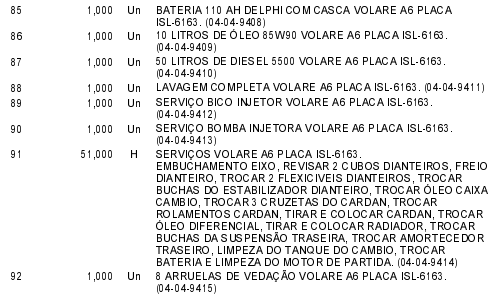 85 1,000 Un BATERIA 110 AH DELPHI COM CASCA VOLARE A6 PLACA
ISL-6163. (04-04-9408)
86 1,000 Un 10 LITROS DE ÓLEO 85W90 VOLARE A6 PLACA ISL-6163.
(04-04-9409)
87 1,000 Un 50 LITROS DE DIESEL 5500 VOLARE A6 PLACA ISL-6163.
(04-04-9410)
88 1,000 Un LAVAGEM COMPLETA VOLARE A6 PLACA ISL-6163. (04-04-9411)
89 1,000 Un SERVIÇO BICO INJETOR VOLARE A6 PLACA ISL-6163.
(04-04-9412)
90 1,000 Un SERVIÇO BOMBA INJETORA VOLARE A6 PLACA ISL-6163.
(04-04-9413)
91 51,000 H SERVIÇOS VOLARE A6 PLACA ISL-6163.
EMBUCHAMENTO EIXO, REVISAR 2 CUBOS DIANTEIROS, FREIO
DIANTEIRO, TROCAR 2 FLEXICIVEIS DIANTEIROS, TROCAR
BUCHAS DO ESTABILIZADOR DIANTEIRO, TROCAR ÓLEO CAIXA
CAMBIO, TROCAR 3 CRUZETAS DO CARDAN, TROCAR
ROLAMENTOS CARDAN, TIRAR E COLOCAR CARDAN, TROCAR
ÓLEO DIFERENCIAL, TIRAR E COLOCAR RADIADOR, TROCAR
BUCHAS DA SUSPENSÃO TRASEIRA, TROCAR AMORTECEDOR
TRASEIRO, LIMPEZA DO TANQUE DO CAMBIO, TROCAR
BATERIA E LIMPEZA DO MOTOR DE PARTIDA. (04-04-9414)
92 1,000 Un 8 ARRUELAS DE VEDAÇÃO VOLARE A6 PLACA ISL-6163.
(04-04-9415)